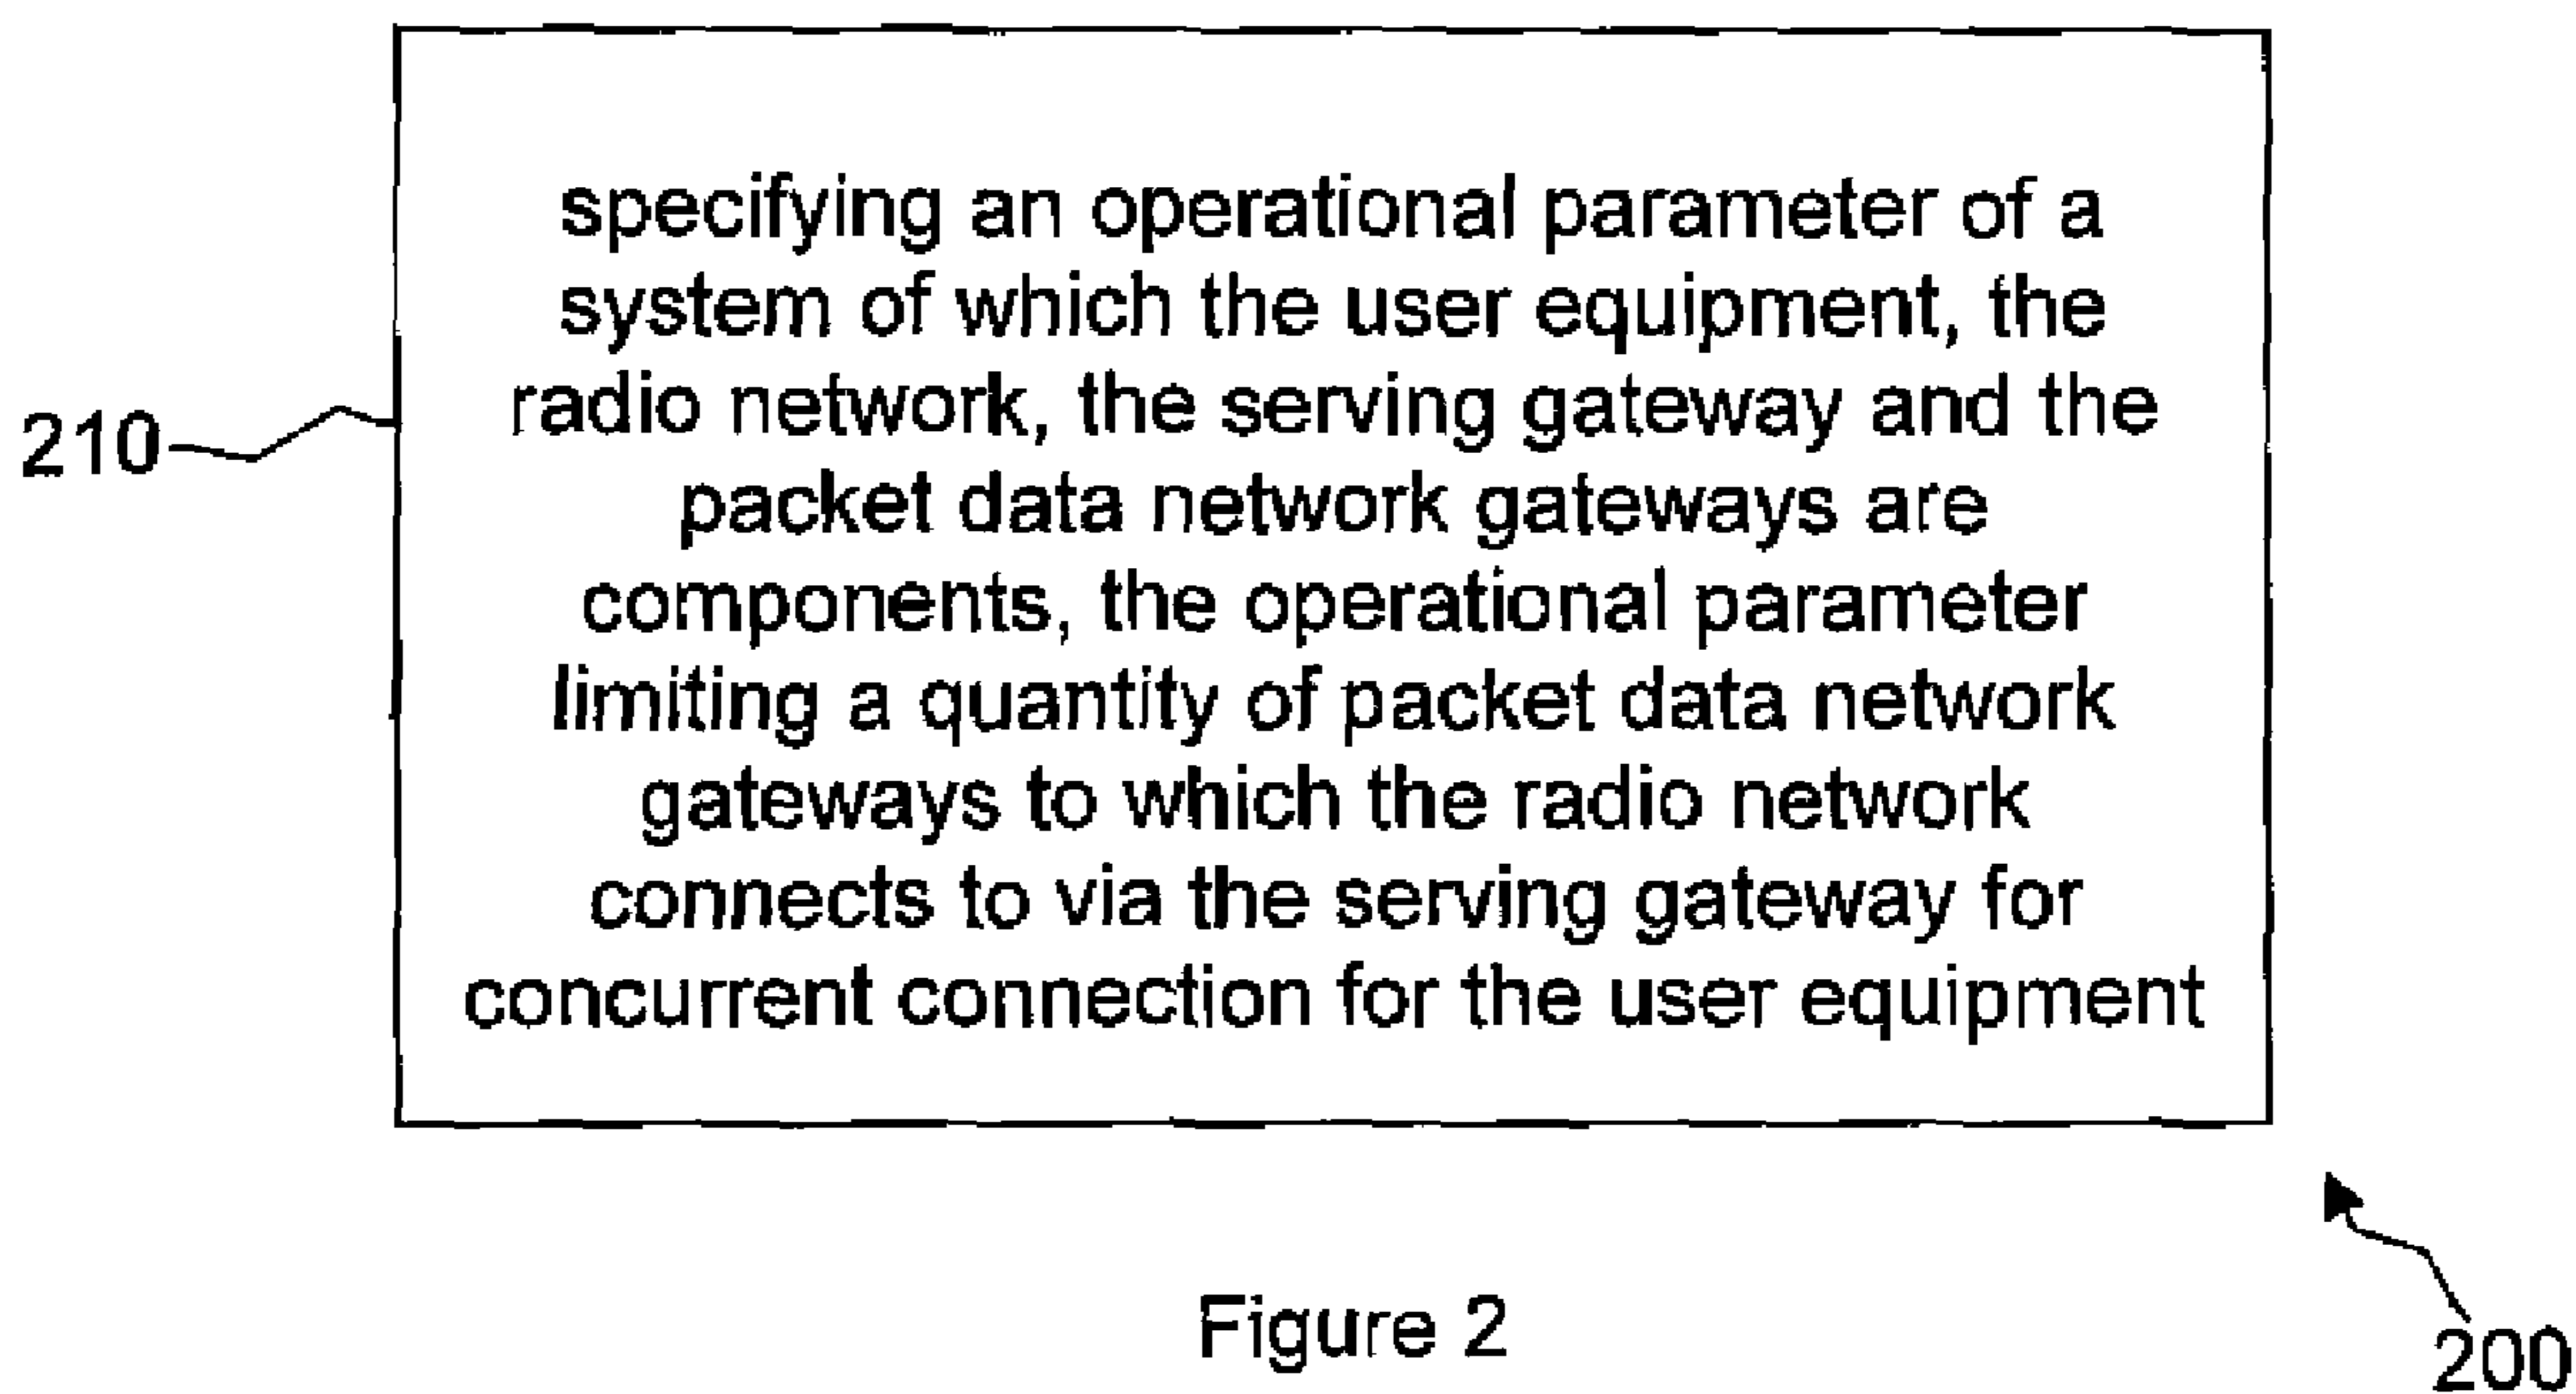 specifying an operational parameter of a
system of which the user equipment, the
radio network, the serving gateway and the
packet data network gateways are
components, the operational parameter
limiting a quantity of packet data network
gateways to which the radio network
connects to via the serving gateway for
concurrent connection for the user equipment
210
200
Figure 2